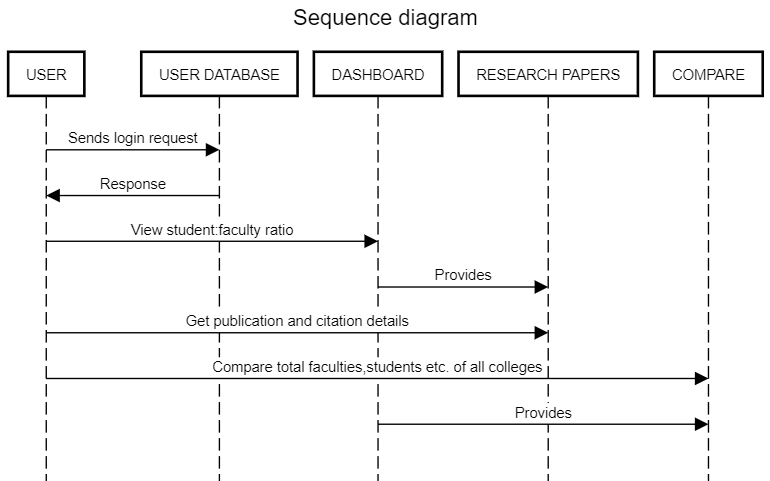 Sequence diagram
USER
USER DATABASE
DASHBOARD
RESEARCH PAPERS
COMPARE
Sends login request
Response
View student:faculty ratio
Provides
Get publication and citation details
Compare total faculties,students etc. of all colleges
Provides